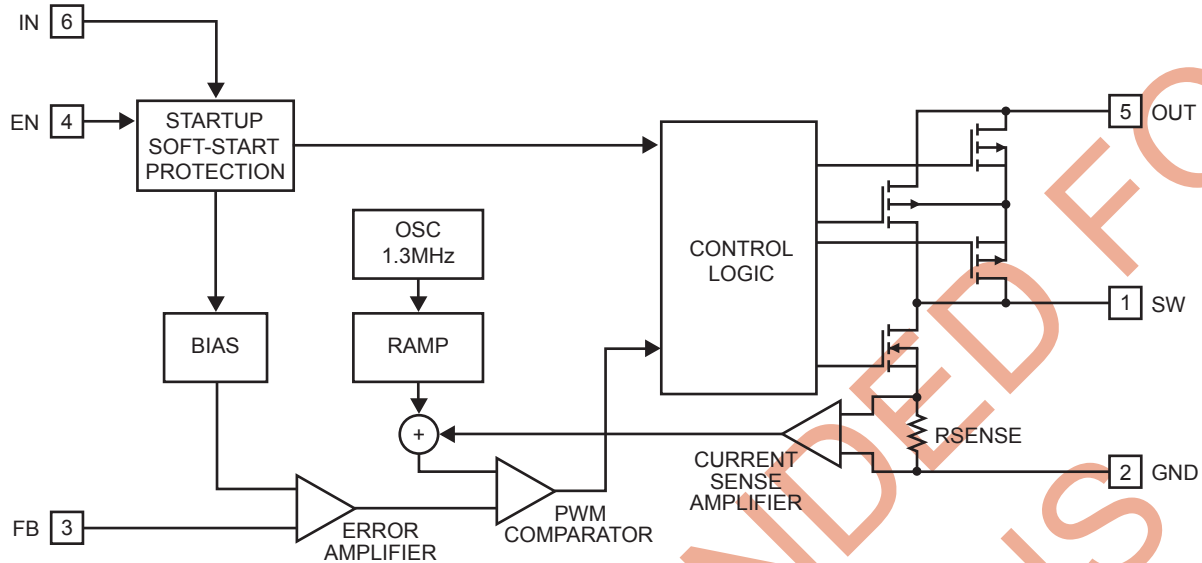 IN 6
EN 4
STARTUP
SOFT-START
PROTECTION
OSC
1.3MHz
BIAS
RAMP
+
CONTROL
LOGIC
5 OUT
1 SW
RSENSE
CURRENT
SENSE
AMPLIFIER
2 GND
FB 3
ERROR
AMPLIFIER
PWM
COMPARATOR